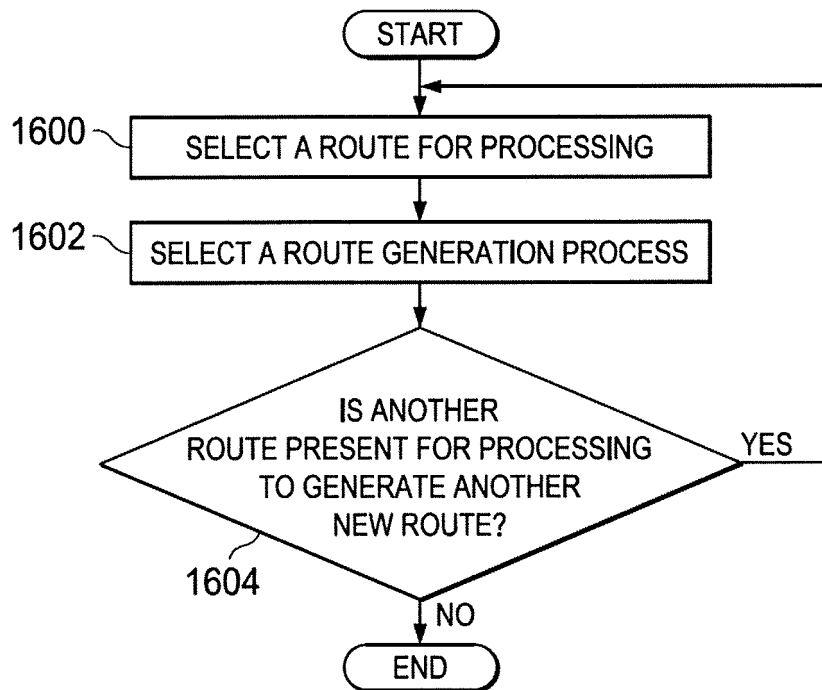 START
1600
SELECT A ROUTE FOR PROCESSING
1602
SELECT A ROUTE GENERATION PROCESS
IS ANOTHER
ROUTE PRESENT FOR PROCESSING
TO GENERATE ANOTHER
NEW ROUTE?
YES
1604
NO
END